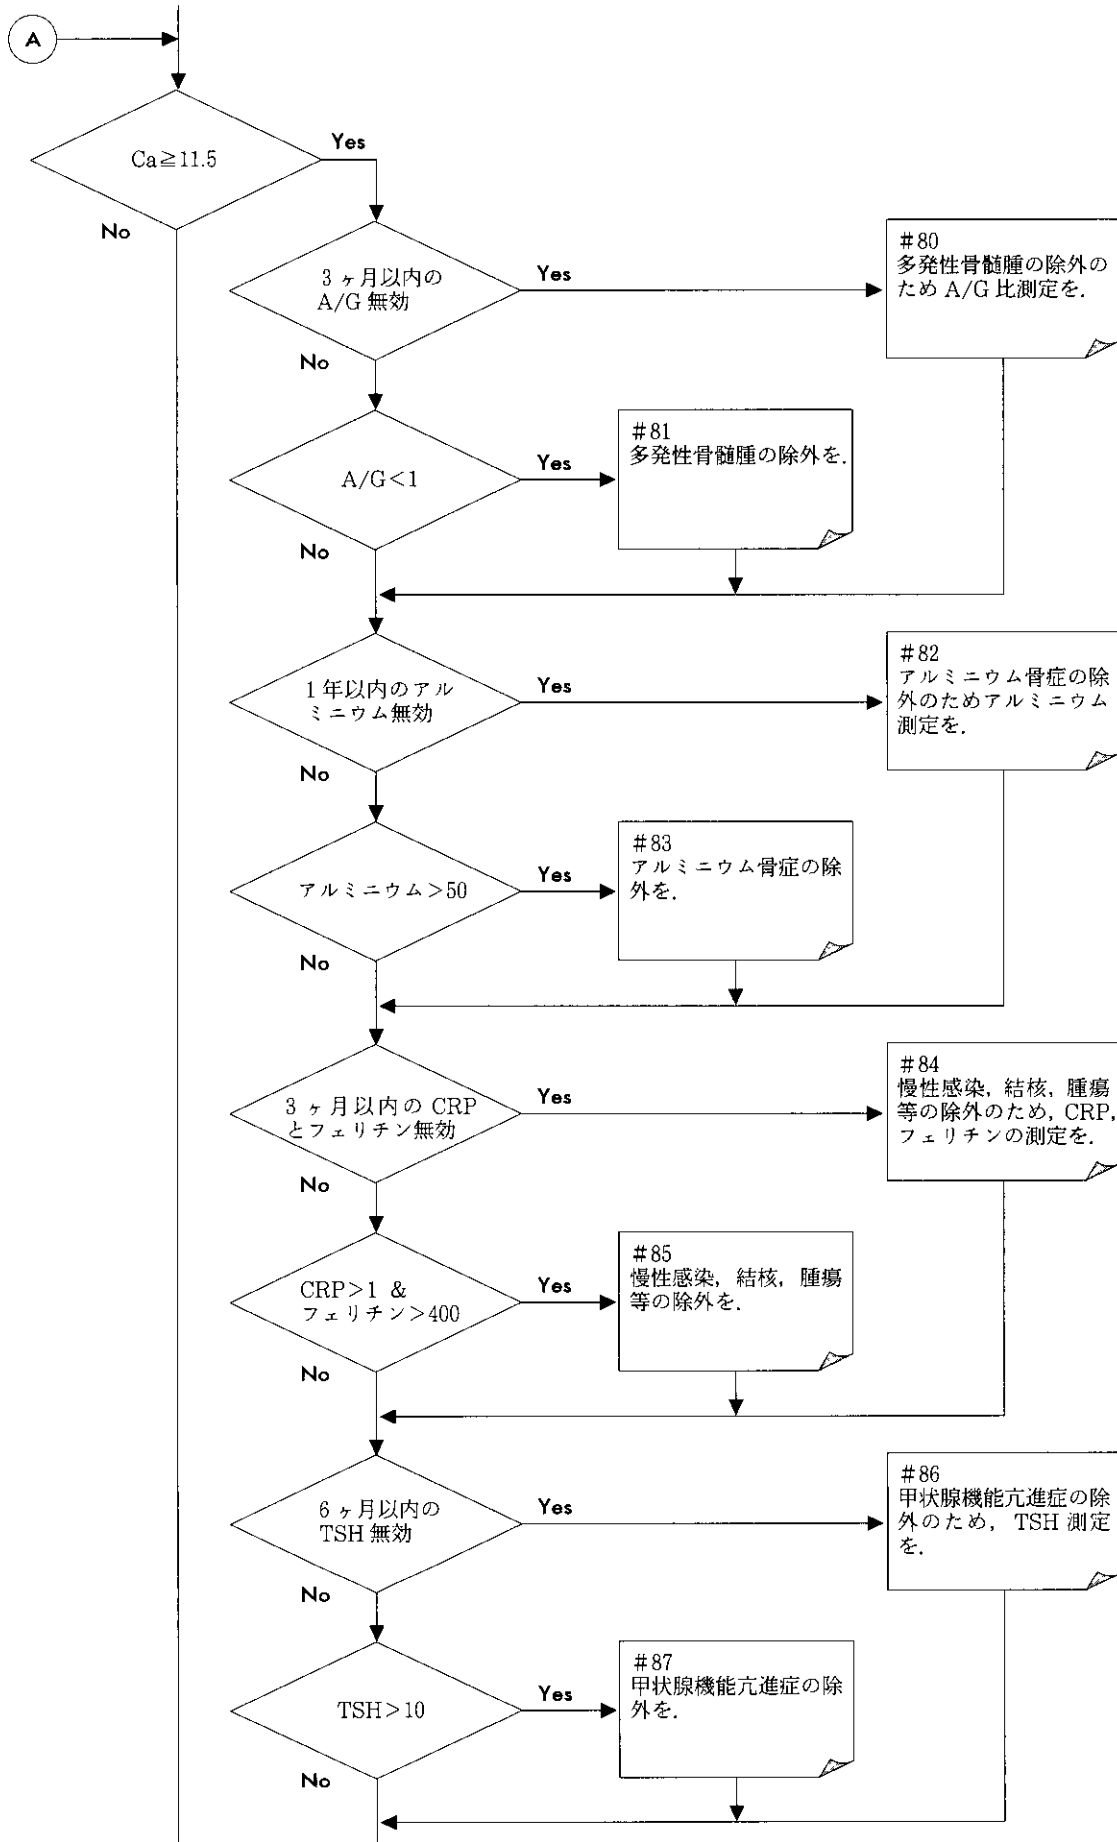 A
Ca≧11.5
Yes
No
3ヶ月以内の
A/G 無効
Yes
No
#80
多発性骨髄腫の除外の
ため A/G 比測定を.
A/G<1
Yes
No
#81
多発性骨髄腫の除外を.
1年以内のアル
ミニウム無効
Yes
No
#82
アルミニウム骨症の除
外のためアルミニウム
測定を.
アルミニウム>50
Yes
No
#83
アルミニウム骨症の除
外を.
3ヶ月以内の CRP
とフェリチン無効
Yes
No
#84
慢性感染, 結核, 腫瘍
等の除外のため, CRP,
フェリチンの測定を.
CRP>1 &
フェリチン>400
Yes
No
#85
慢性感染, 結核, 腫瘍
等の除外を.
6ヶ月以内の
TSH 無効
Yes
No
#86
甲状腺機能亢進症の除
外のため, TSH 測定
を.
TSH>10
Yes
No
#87
甲状腺機能亢進症の除
外を.